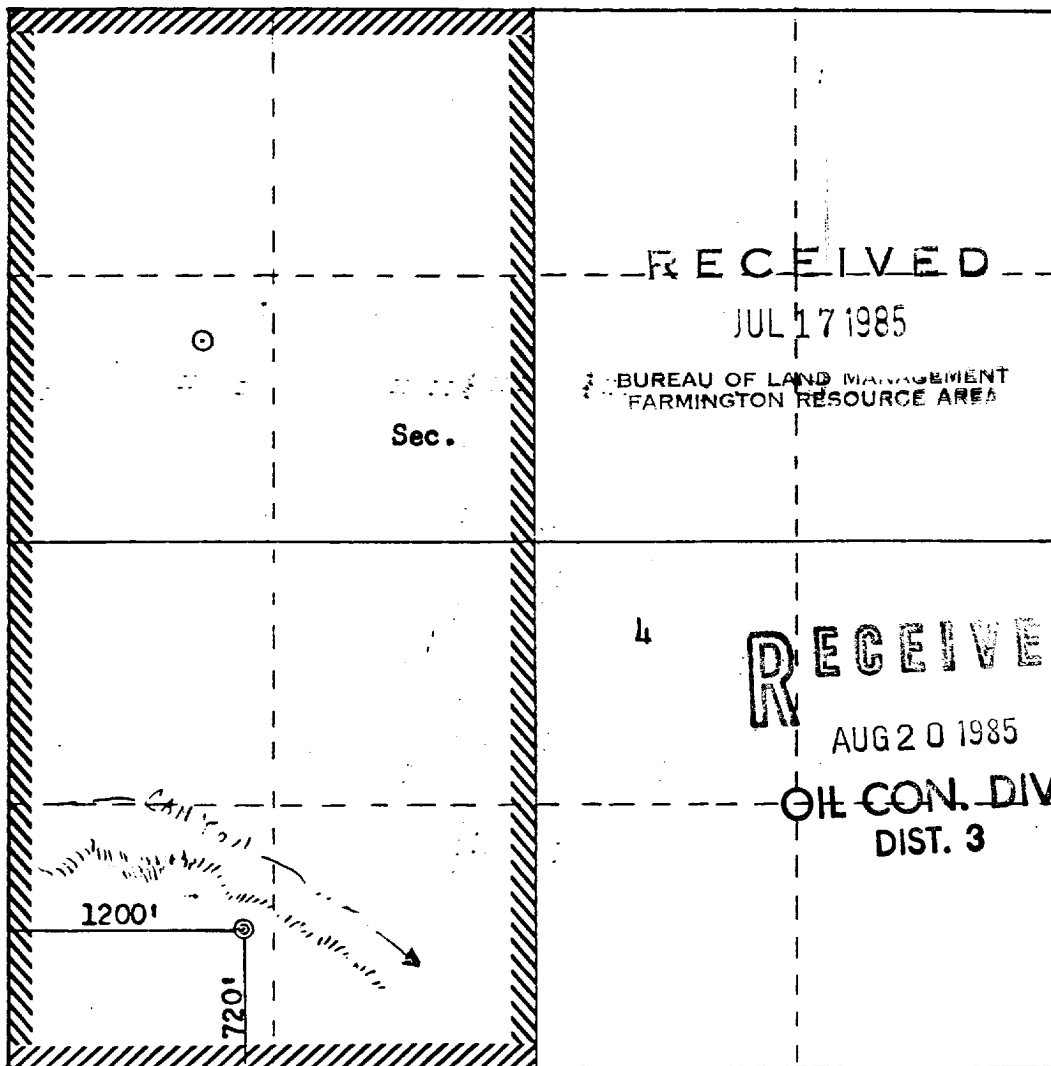 RECEIVED
JUL 17 1985
BUREAU OF LAND MANAGEMENT
FARMINGTON RESOURCE AREA
Sec.
4
RECEIVE
AUG 20 1985
OIL CON. DIV
DIST. 3
CANYON
1200'
720'